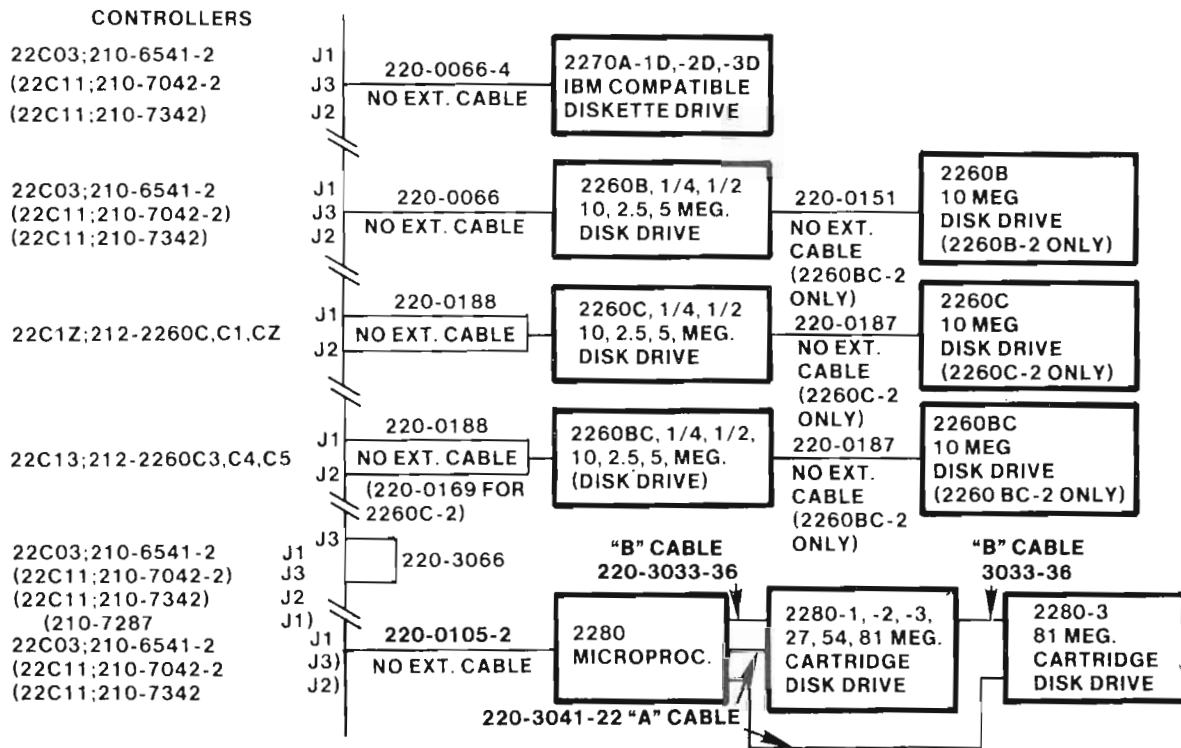 CONTROLLERS
22C03;210-6541-2 J1
(22C11;210-7042-2 J3
(22C11;210-7342) J2
220-0066-4
NO EXT. CABLE
2270A-1D,-2D,-3D
IBM COMPATIBLE
DISKETTE DRIVE
22C03;210-6541-2 J1
(22C11;210-7042-2) J3
(22C11;210-7342) J2
220-0066
NO EXT. CABLE
2260B, 1/4, 1/2
10, 2.5, 5 MEG.
DISK DRIVE
220-0151
NO EXT.
CABLE
(2260BC-2
ONLY)
2260B
10 MEG
DISK DRIVE
(2260B-2 ONLY)
22C1Z;212-2260C,C1,CZ
J1
J2
220-0188
NO EXT. CABLE
2260C, 1/4, 1/2
10, 2.5, 5, MEG.
DISK DRIVE
220-0187
NO EXT.
CABLE
(2260C-2
ONLY)
2260C
10 MEG
DISK DRIVE
(2260C-2 ONLY)
22C13;212-2260C3,C4,C5
J1
J2
220-0188
NO EXT. CABLE
(220-0169 FOR
2260C-2)
2260BC, 1/4, 1/2,
10, 2.5, 5, MEG.
(DISK DRIVE)
220-0187
NO EXT.
CABLE
(2260BC-2
ONLY)
2260BC
10 MEG
DISK DRIVE
(2260 BC-2 ONLY)
J3
22C03;210-6541-2 J1
(22C11;210-7042-2) J3
(22C11;210-7342) J2
(210-7287 J1)
220-3066
22C03;210-6541-2 J1
(22C11;210-7042-2 J3)
(22C11;210-7342 J2)
220-0105-2
NO EXT. CABLE
2280
MICROPROC.
"B" CABLE
220-3033-36
2280-1, -2, -3,
27, 54, 81 MEG.
CARTRIDGE
DISK DRIVE
"B" CABLE
3033-36
2280-3
81 MEG.
CARTRIDGE
DISK DRIVE
220-3041-22 "A" CABLE